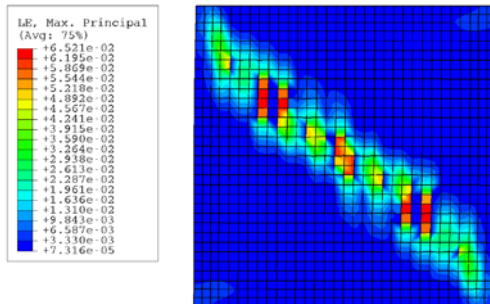 LE, Max. Principal
(Avg: 75%)
+6.521e-02
+6.195e-02
+5.869e-02
+5.544e-02
+5.218e-02
+4.892e-02
+4.567e-02
+4.241e-02
+3.915e-02
+3.590e-02
+3.264e-02
+2.938e-02
+2.613e-02
+2.287e-02
+1.961e-02
+1.636e-02
+1.310e-02
+9.843e-03
+6.587e-03
+3.330e-03
+7.316e-05